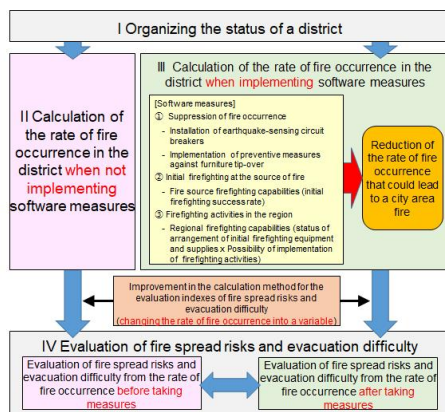 I Organizing the status of a district
II Calculation of
the rate of fire
occurrence in the
district when not
implementing
software measures
III Calculation of the rate of fire occurrence in the
district when implementing software measures
[Software measures]
① Suppression of fire occurrence
- Installation of earthquake-sensing circuit
breakers
- Implementation of preventive measures
against furniture tip-over
② Initial firefighting at the source of fire
- Fire source firefighting capabilities (initial
firefighting success rate)
③ Firefighting activities in the region
- Regional firefighting capabilities (status of
arrangement of initial firefighting equipment
and supplies x Possibility of implementation
of firefighting activities)
Reduction of
the rate of fire
occurrence
that could lead
to a city area
fire
Improvement in the calculation method for the
evaluation indexes of fire spread risks and
evacuation difficulty
(changing the rate of fire occurrence into a variable)
IV Evaluation of fire spread risks and evacuation difficulty
Evaluation of fire spread risks and
evacuation difficulty from the rate of
fire occurrence before taking
measures
Evaluation of fire spread risks and
evacuation difficulty from the rate of
fire occurrence after taking
measures